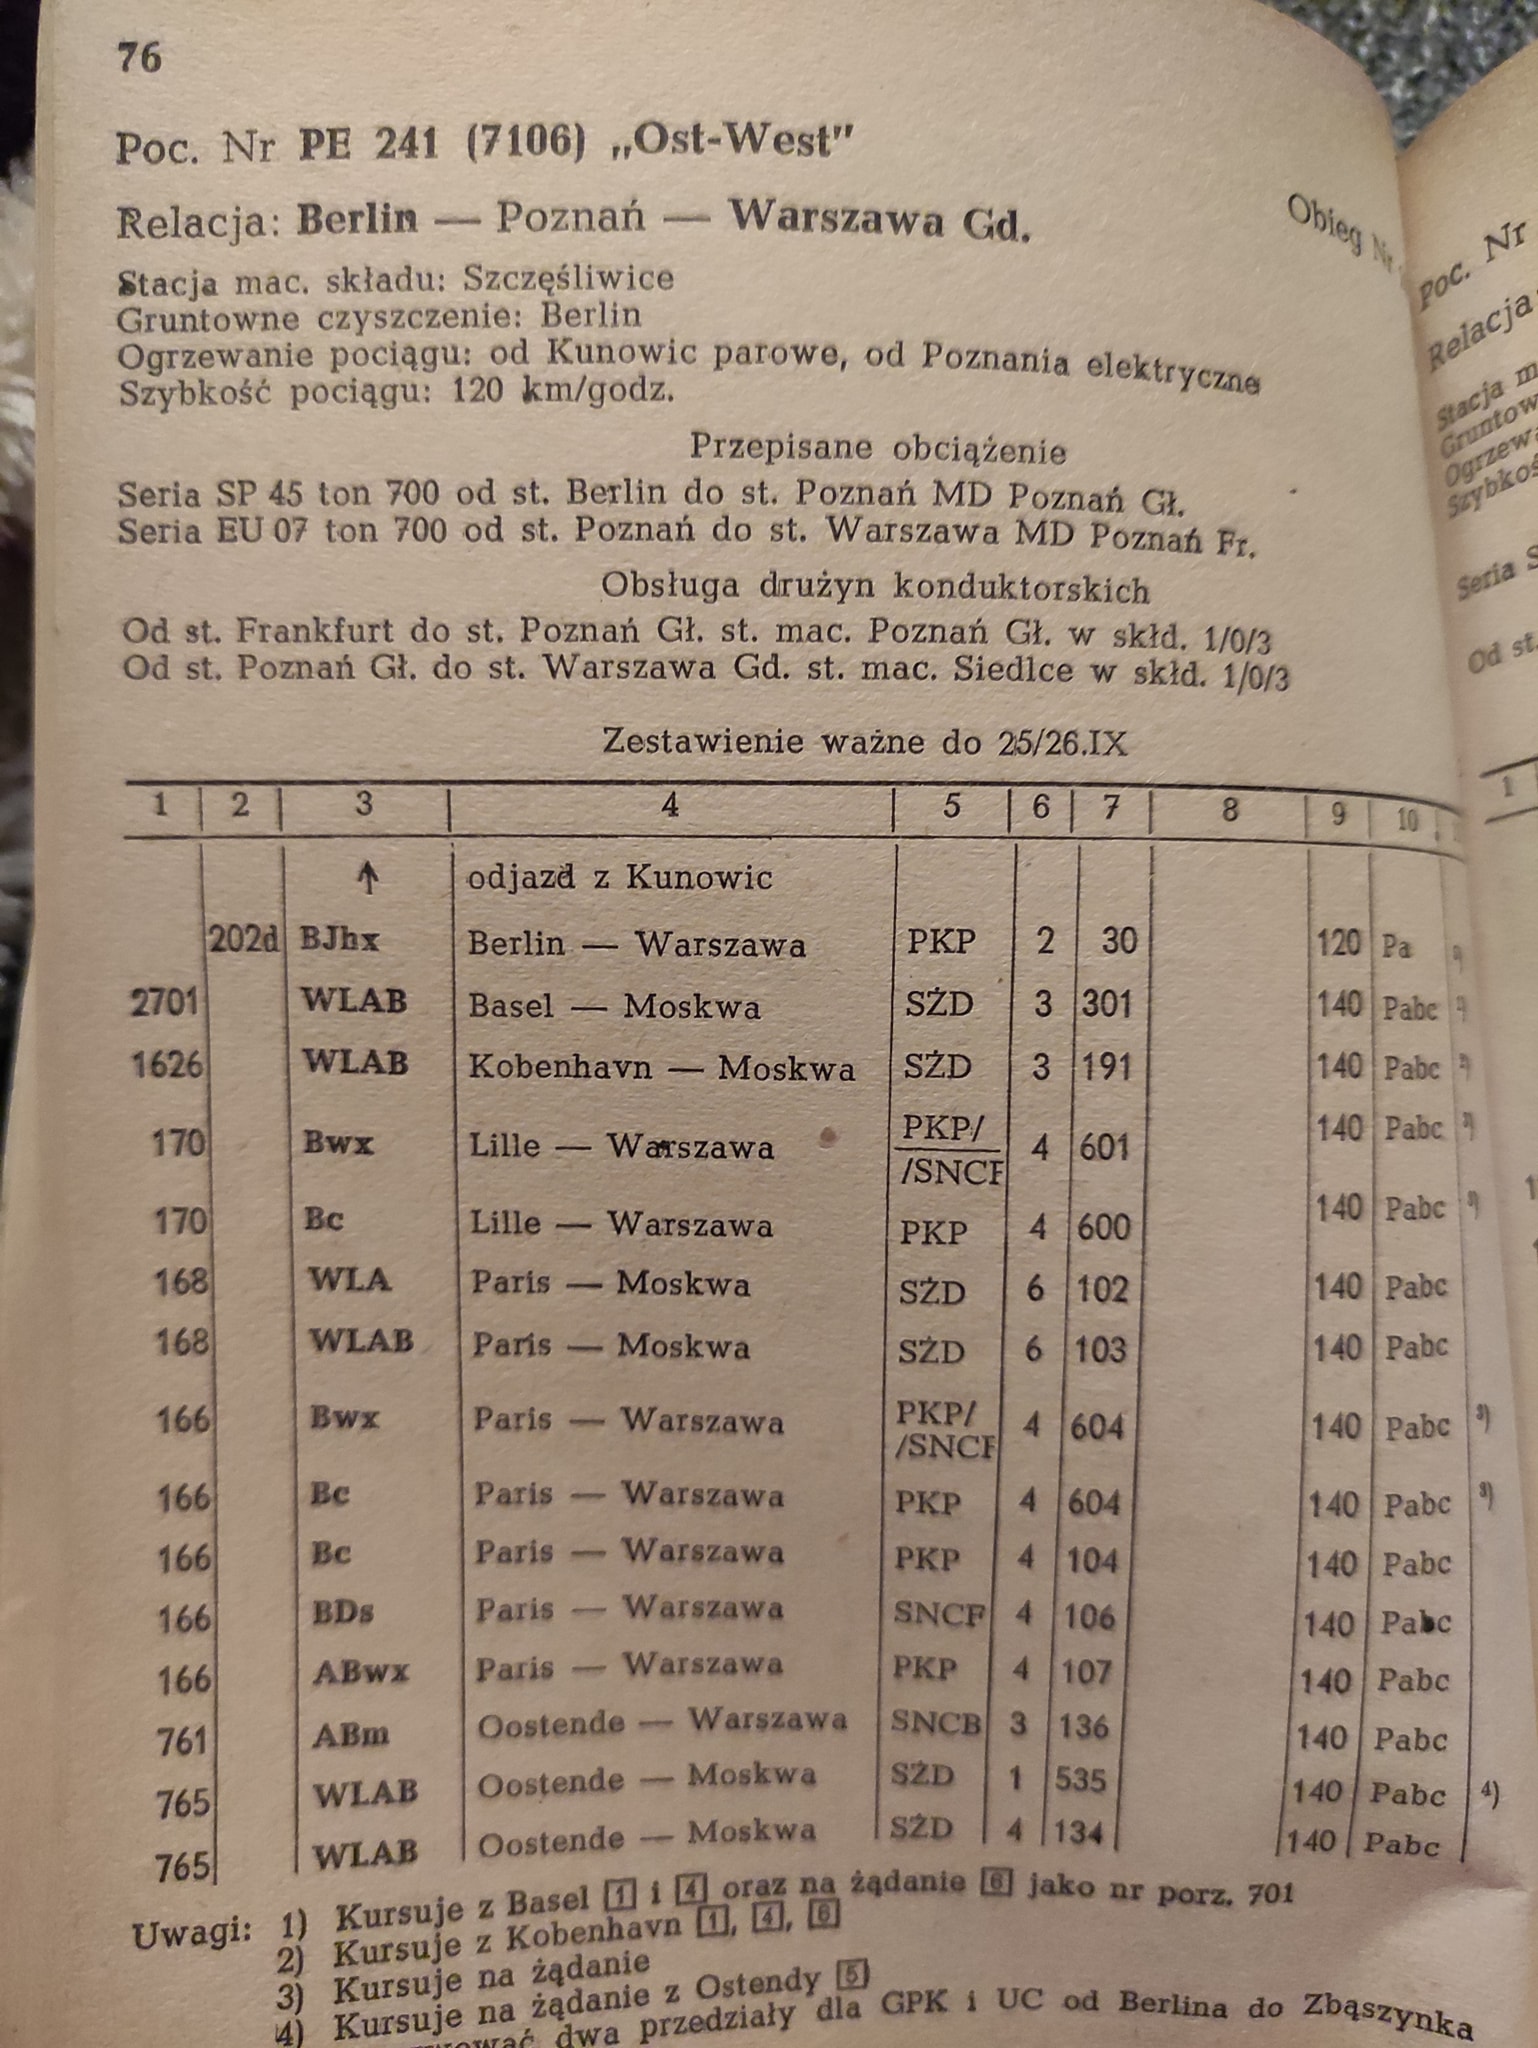 76
Poc. Nr PE 241 (7106) „Ost-West"
Relacja: Berlin — Poznań — Warszawa Gd.
Obieg Nr
Stacja mac. składu: Szczęśliwice
Gruntowne czyszczenie: Berlin
Ogrzewanie pociągu: od Kunowic parowe, od Poznania elektryczne
Szybkość pociągu: 120 km/godz.
Przepisane obciążenie
Seria SP 45 ton 700 od st. Berlin do st. Poznań MD Poznań Gł.
Seria EU 07 ton 700 od st. Poznań do st. Warszawa MD Poznań Fr.
Obsługa drużyn konduktorskich
Od st. Frankfurt do st. Poznań Gł. st. mac. Poznań Gł. w skłd. 1/0/3
Od st. Poznań Gł. do st. Warszawa Gd. st. mac. Siedlce w skłd. 1/0/3
Zestawienie ważne do 25/26.IX
1 | 2 | 3 | 4 | 5 | 6 | 7 | 8 | 9 | 10
↑ odjazd z Kunowic
202d BJhx Berlin — Warszawa PKP 2 30 120 Pa
2701 WLAB Basel — Moskwa SŻD 3 301 140 Pabc ¹)
1626 WLAB Kobenhavn — Moskwa SŻD 3 191 140 Pabc ²)
170 Bwx Lille — Warszawa PKP/ /SNCF 4 601 140 Pabc ³)
170 Bc Lille — Warszawa PKP 4 600 140 Pabc ³)
168 WLA Paris — Moskwa SŻD 6 102 140 Pabc
168 WLAB Paris — Moskwa SŻD 6 103 140 Pabc
166 Bwx Paris — Warszawa PKP/ /SNCF 4 604 140 Pabc ³)
166 Bc Paris — Warszawa PKP 4 604 140 Pabc ³)
166 Bc Paris — Warszawa PKP 4 104 140 Pabc
166 BDs Paris — Warszawa SNCF 4 106 140 Pabc
166 ABwx Paris — Warszawa PKP 4 107 140 Pabc
761 ABm Oostende — Warszawa SNCB 3 136 140 Pabc
765 WLAB Oostende — Moskwa SŻD 1 535 140 Pabc ⁴)
765 WLAB Oostende — Moskwa SŻD 4 134 140 Pabc
Uwagi: 1) Kursuje z Basel 1 i 4 oraz na żądanie 6 jako nr porz. 701
2) Kursuje z Kobenhavn 1, 4, 6
3) Kursuje na żądanie
4) Kursuje na żądanie z Ostendy 5
dwa przedziały dla GPK i UC od Berlina do Zbąszynka
Poc. Nr
Relacja:
Stacja
Seria
Od st.
1